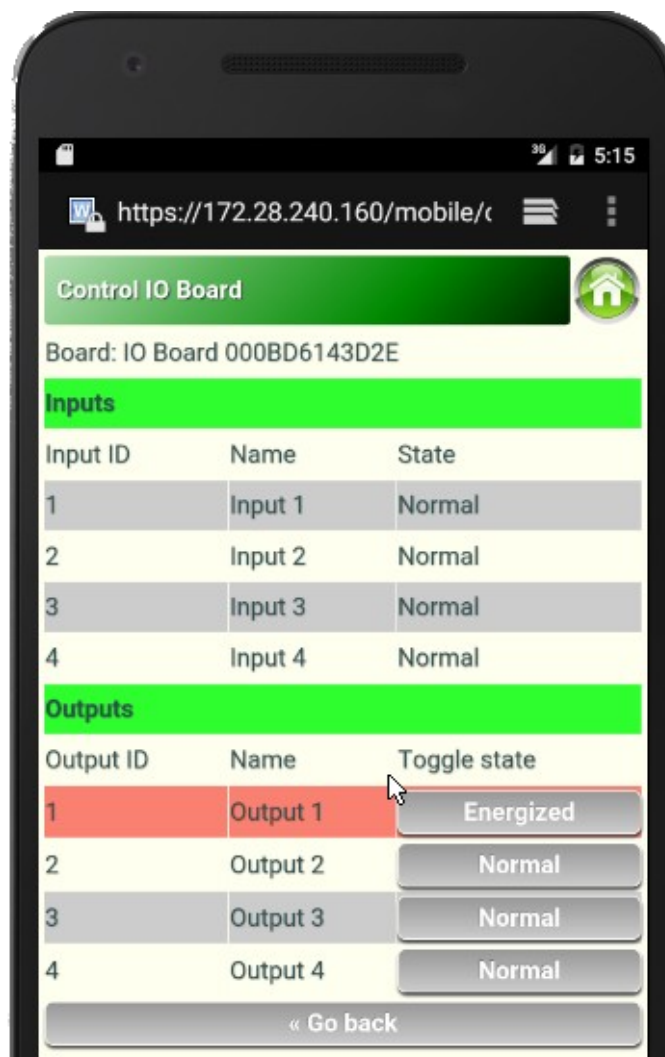 3G 5:15
W https://172.28.240.160/mobile/c
Control IO Board
Board: IO Board 000BD6143D2E
Inputs
Input ID Name State
1 Input 1 Normal
2 Input 2 Normal
3 Input 3 Normal
4 Input 4 Normal
Outputs
Output ID Name Toggle state
1 Output 1 Energized
2 Output 2 Normal
3 Output 3 Normal
4 Output 4 Normal
« Go back